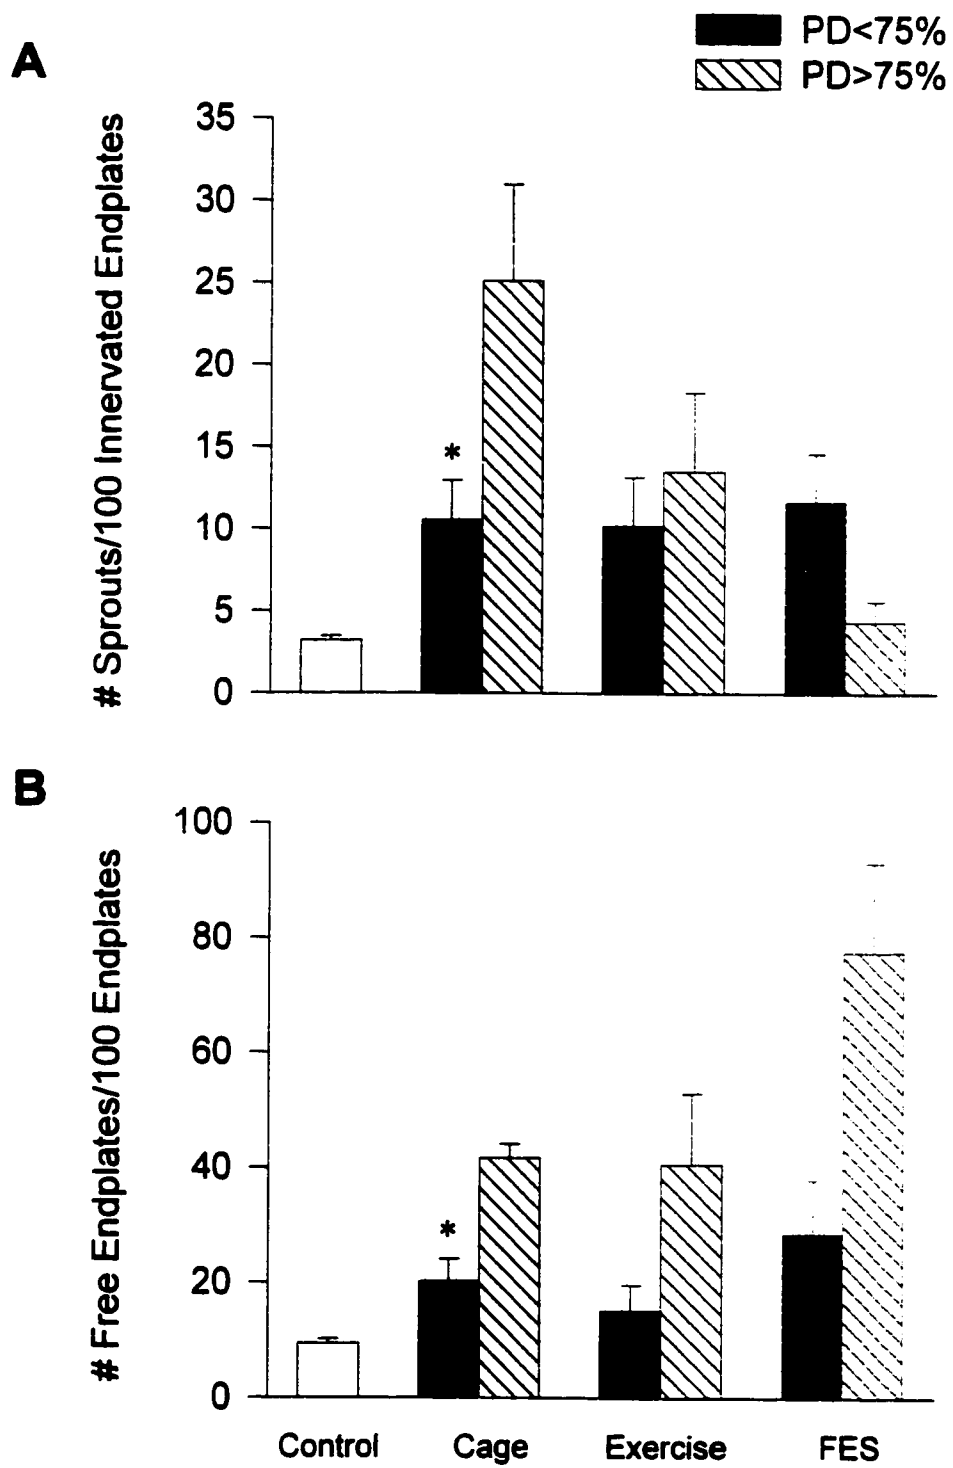 PD<75%
PD>75%
A
# Sprouts/100 Innervated Endplates
35
30
25
20
15
10
5
0
*
B
# Free Endplates/100 Endplates
100
80
60
40
20
0
*
Control Cage Exercise FES